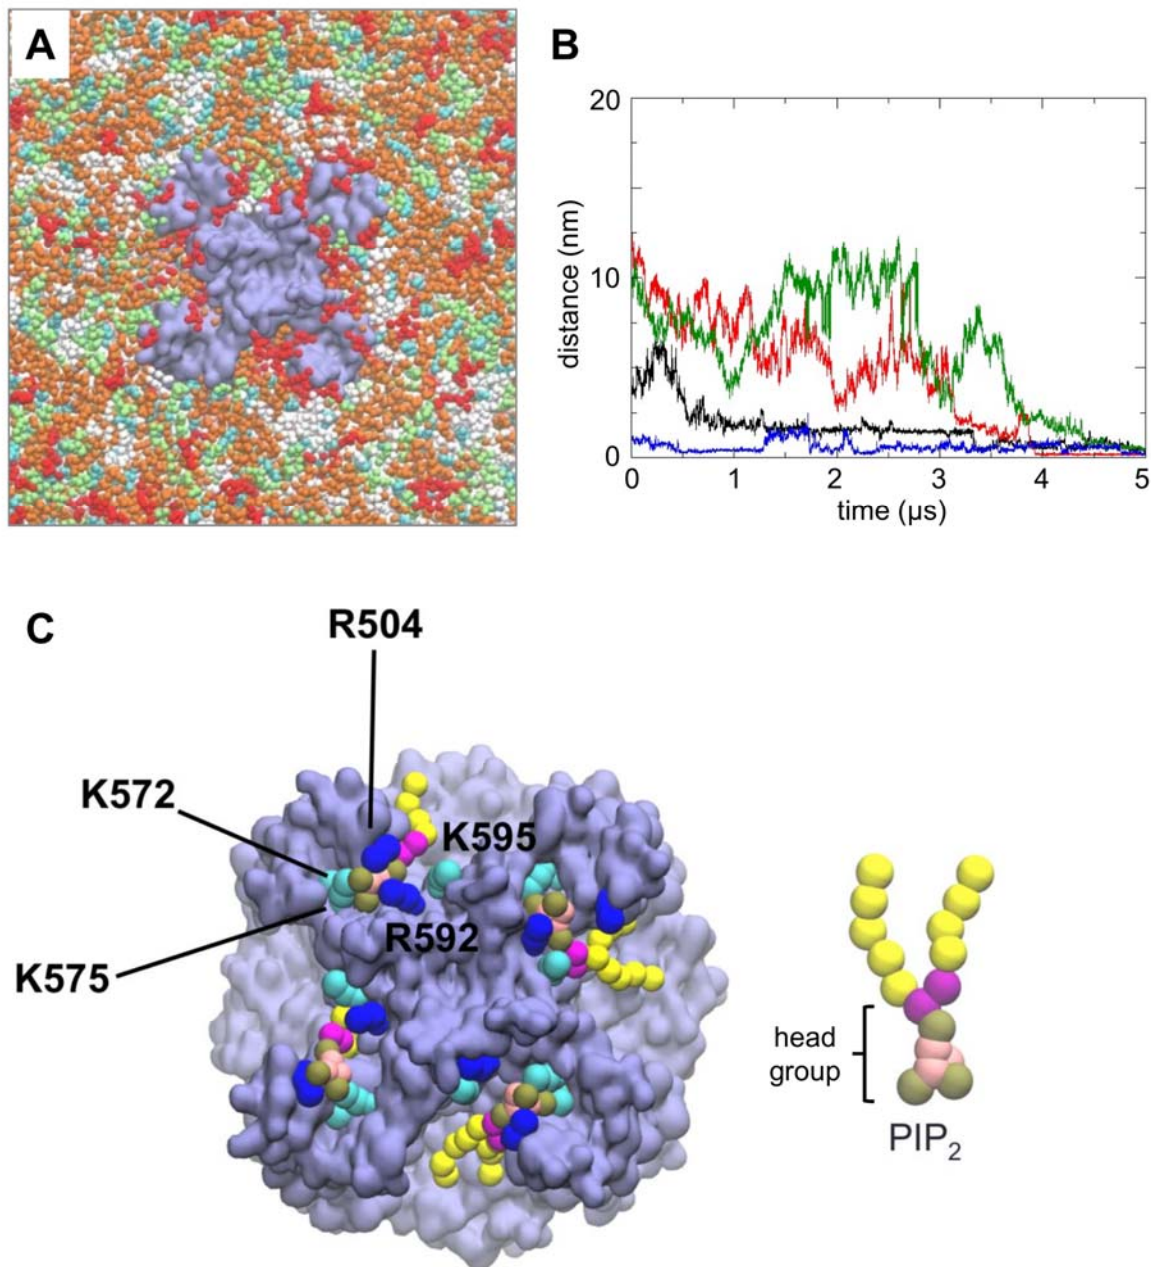 A
B
20
10
0
distance (nm)
0 1 2 3 4 5
time (μs)
C
R504
K572
K595
R592
K575
head
group
PIP₂